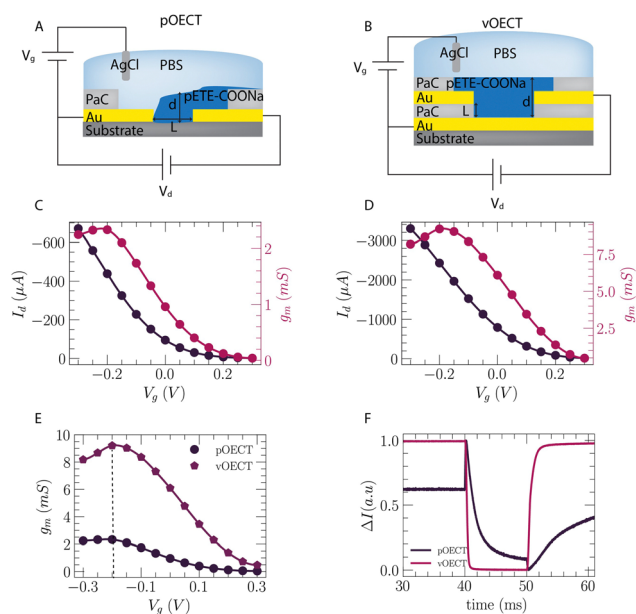 A
pOECT
V_g
AgCl
PBS
PaC
d
pETE-COONa
Au
L
Substrate
V_d
B
vOECT
V_g
AgCl
PBS
PaC
pETE-COONa
Au
PaC
L
d
Au
Substrate
V_d
C
I_d (μA)
−600
−400
−200
0
−0.2
0.0
0.2
V_g (V)
2
1
0
g_m (mS)
D
I_d (μA)
−3000
−2000
−1000
0
−0.2
0.0
0.2
V_g (V)
7.5
5.0
2.5
g_m (mS)
E
g_m (mS)
10
8
6
4
2
0
−0.3
−0.1
0.1
0.3
V_g (V)
pOECT
vOECT
F
ΔI(a.u)
1.0
0.5
0.0
30
40
50
60
time (ms)
pOECT
vOECT